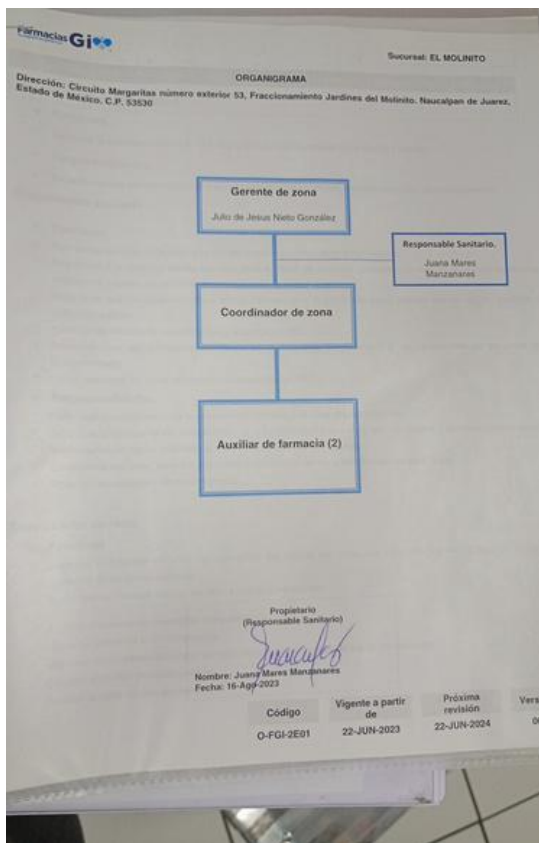 Farmacias Gi
Sucursal: EL MOLINITO
ORGANIGRAMA
Dirección: Circuito Margaritas número exterior 53, Fraccionamiento Jardines del Molinito. Naucalpan de Juarez,
Estado de México. C.P. 53530
Gerente de zona
Julio de Jesus Nieto González
Responsable Sanitario.
Juana Mares
Manzanares
Coordinador de zona
Auxiliar de farmacia (2)
Propietario
(Responsable Sanitario)
Nombre: Juana Mares Manzanares
Fecha: 16-Ago-2023
Código Vigente a partir de Próxima revisión Vers
O-FGI-2E01 22-JUN-2023 22-JUN-2024